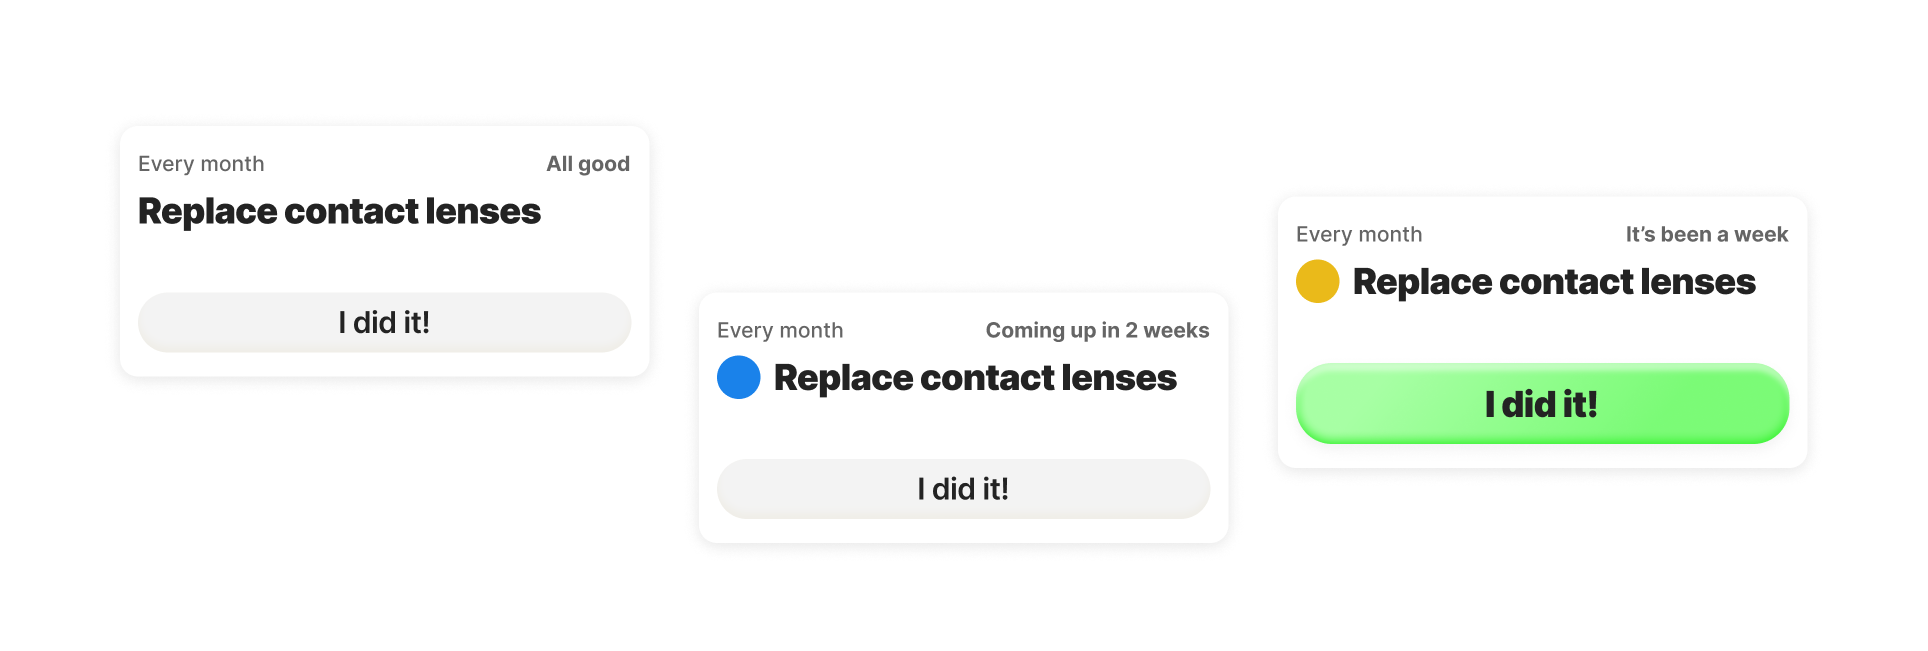 Every month
All good
Replace contact lenses
I did it!
Every month
Coming up in 2 weeks
Replace contact lenses
I did it!
Every month
It’s been a week
Replace contact lenses
I did it!